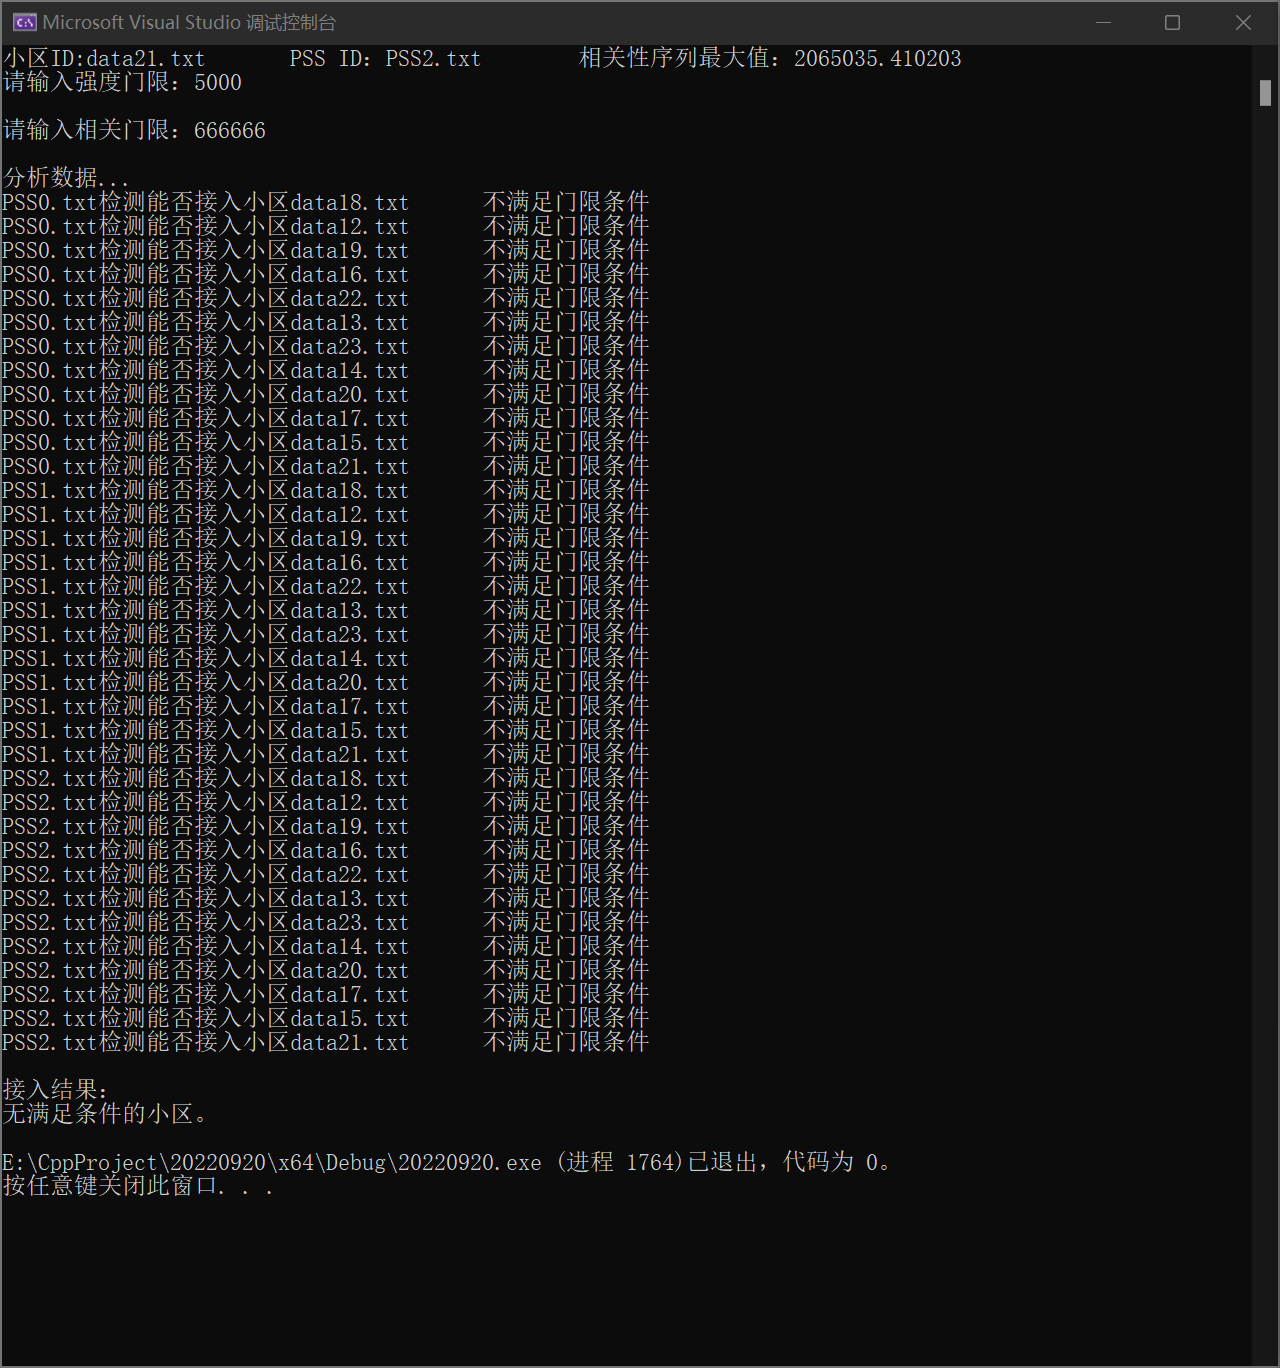 Microsoft Visual Studio 调试控制台
小区ID:data21.txt PSS ID: PSS2.txt 相关性序列最大值: 2065035.410203
请输入强度门限: 5000
请输入相关门限: 666666
分析数据...
PSS0.txt检测能否接入小区data18.txt 不满足门限条件
PSS0.txt检测能否接入小区data12.txt 不满足门限条件
PSS0.txt检测能否接入小区data19.txt 不满足门限条件
PSS0.txt检测能否接入小区data16.txt 不满足门限条件
PSS0.txt检测能否接入小区data22.txt 不满足门限条件
PSS0.txt检测能否接入小区data13.txt 不满足门限条件
PSS0.txt检测能否接入小区data23.txt 不满足门限条件
PSS0.txt检测能否接入小区data14.txt 不满足门限条件
PSS0.txt检测能否接入小区data20.txt 不满足门限条件
PSS0.txt检测能否接入小区data17.txt 不满足门限条件
PSS0.txt检测能否接入小区data15.txt 不满足门限条件
PSS0.txt检测能否接入小区data21.txt 不满足门限条件
PSS1.txt检测能否接入小区data18.txt 不满足门限条件
PSS1.txt检测能否接入小区data12.txt 不满足门限条件
PSS1.txt检测能否接入小区data19.txt 不满足门限条件
PSS1.txt检测能否接入小区data16.txt 不满足门限条件
PSS1.txt检测能否接入小区data22.txt 不满足门限条件
PSS1.txt检测能否接入小区data13.txt 不满足门限条件
PSS1.txt检测能否接入小区data23.txt 不满足门限条件
PSS1.txt检测能否接入小区data14.txt 不满足门限条件
PSS1.txt检测能否接入小区data20.txt 不满足门限条件
PSS1.txt检测能否接入小区data17.txt 不满足门限条件
PSS1.txt检测能否接入小区data15.txt 不满足门限条件
PSS1.txt检测能否接入小区data21.txt 不满足门限条件
PSS2.txt检测能否接入小区data18.txt 不满足门限条件
PSS2.txt检测能否接入小区data12.txt 不满足门限条件
PSS2.txt检测能否接入小区data19.txt 不满足门限条件
PSS2.txt检测能否接入小区data16.txt 不满足门限条件
PSS2.txt检测能否接入小区data22.txt 不满足门限条件
PSS2.txt检测能否接入小区data13.txt 不满足门限条件
PSS2.txt检测能否接入小区data23.txt 不满足门限条件
PSS2.txt检测能否接入小区data14.txt 不满足门限条件
PSS2.txt检测能否接入小区data20.txt 不满足门限条件
PSS2.txt检测能否接入小区data17.txt 不满足门限条件
PSS2.txt检测能否接入小区data15.txt 不满足门限条件
PSS2.txt检测能否接入小区data21.txt 不满足门限条件
接入结果:
无满足条件的小区。
E:\CppProject\20220920\x64\Debug\20220920.exe (进程 1764)已退出，代码为 0。
按任意键关闭此窗口. . .